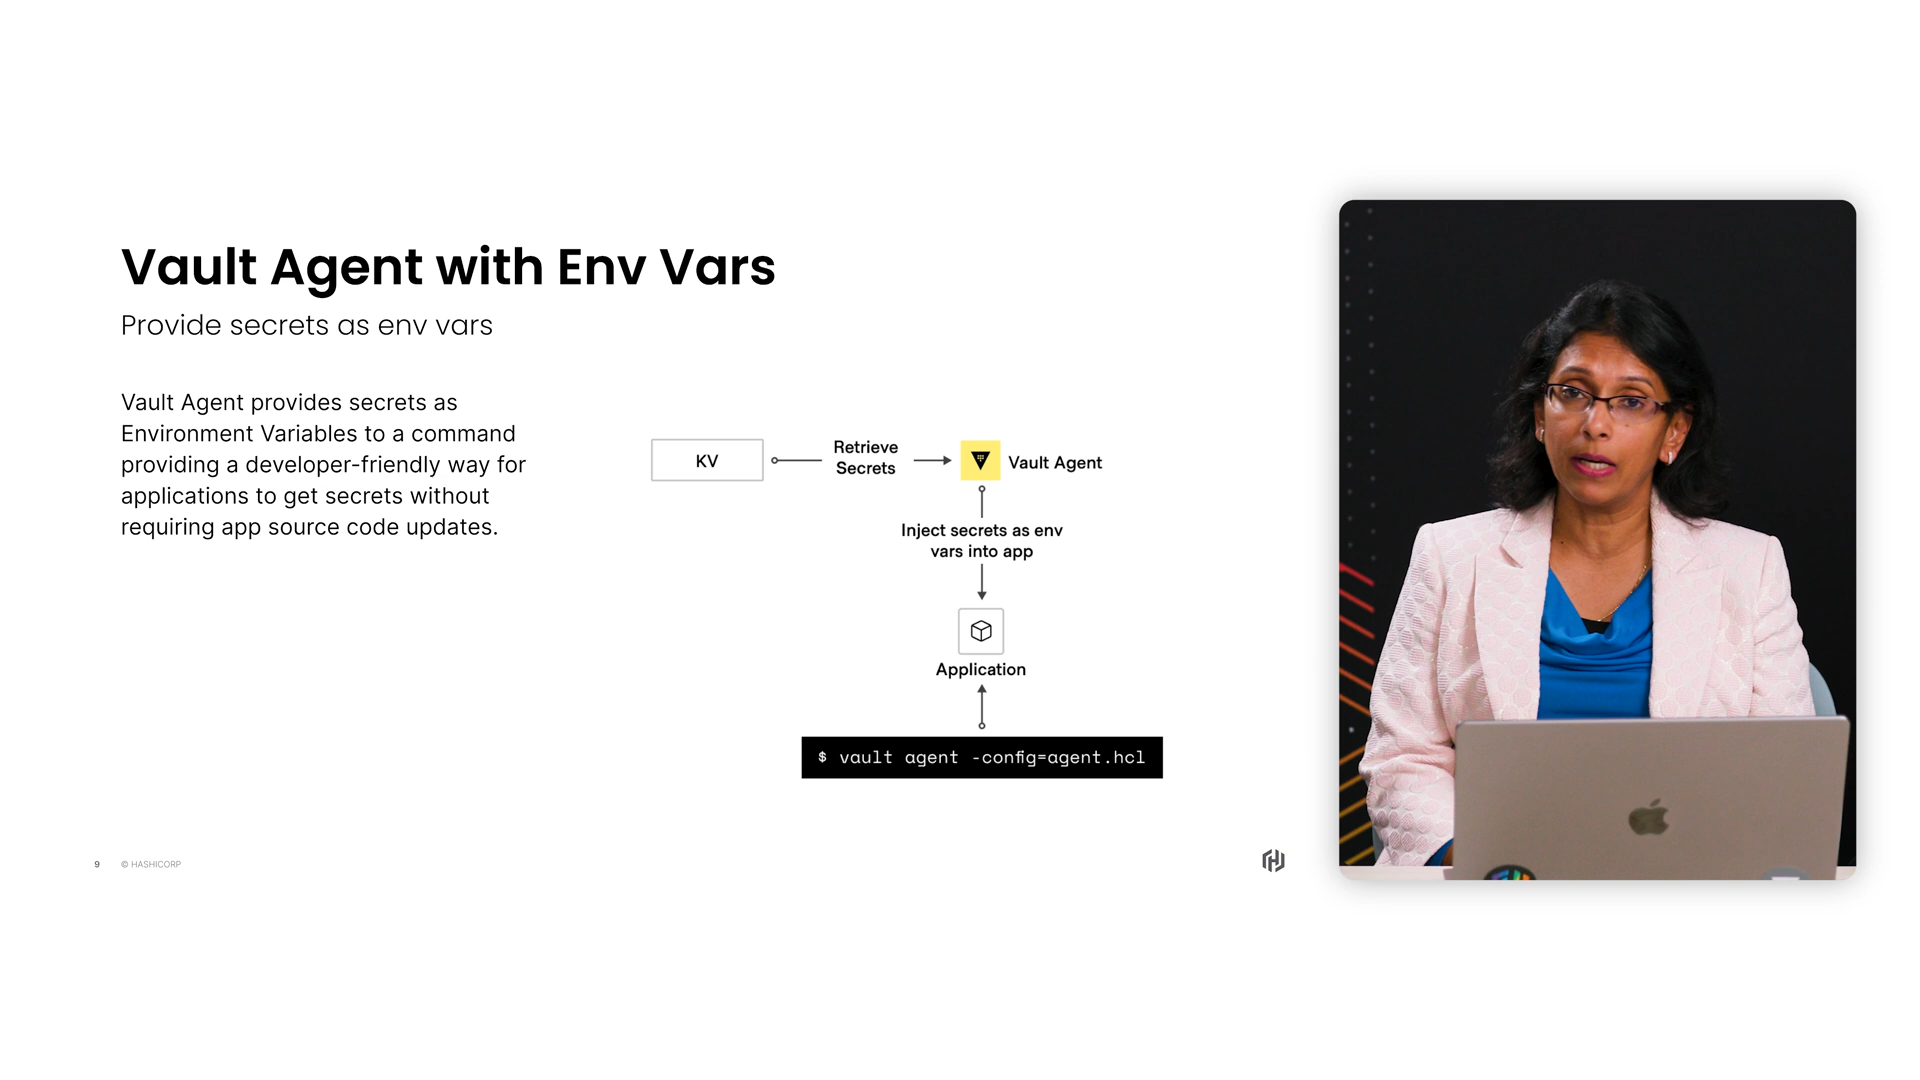 Vault Agent with Env Vars
Provide secrets as env vars
Vault Agent provides secrets as
Environment Variables to a command
providing a developer-friendly way for
applications to get secrets without
requiring app source code updates.
KV
Retrieve
Secrets
Vault Agent
Inject secrets as env
vars into app
Application
$ vault agent -config=agent.hcl
9 © HASHICORP